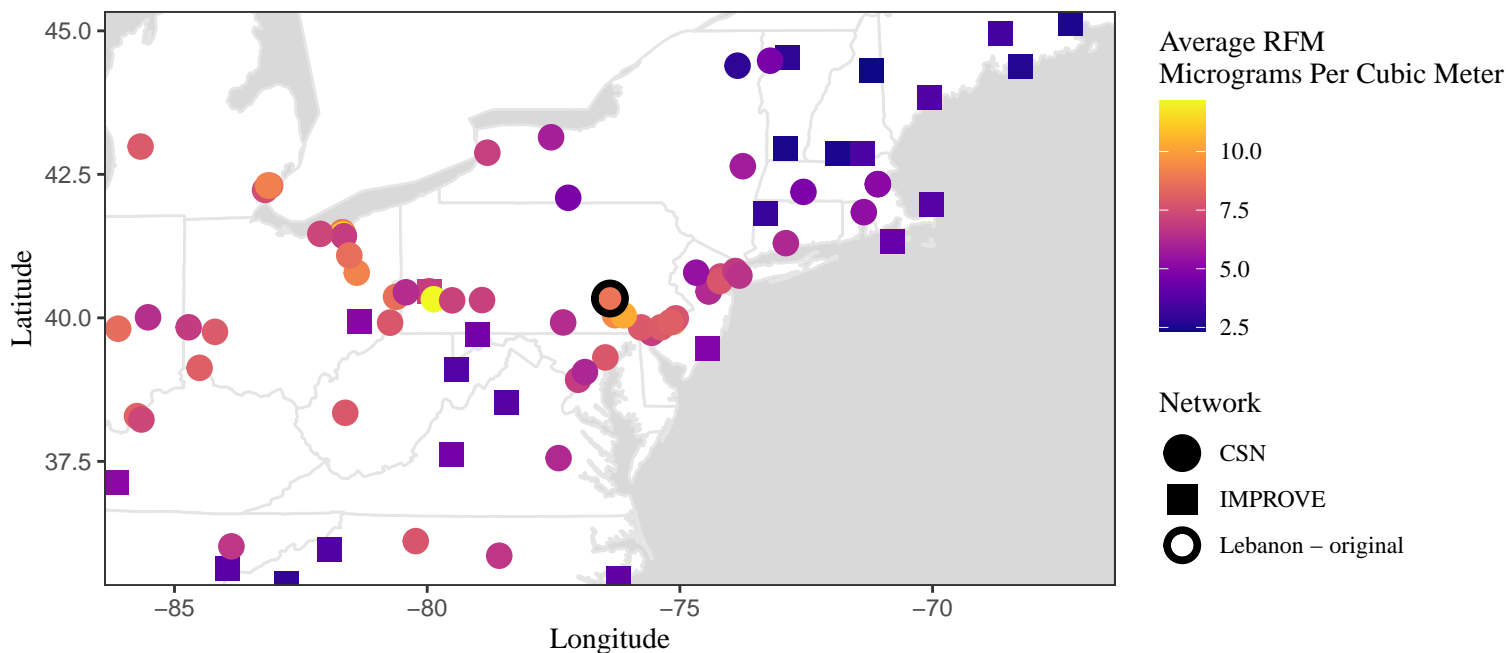 45.0
42.5
40.0
37.5
Latitude
−85
−80
−75
−70
Longitude
Average RFM
Micrograms Per Cubic Meter
10.0
7.5
5.0
2.5
Network
CSN
IMPROVE
Lebanon − original